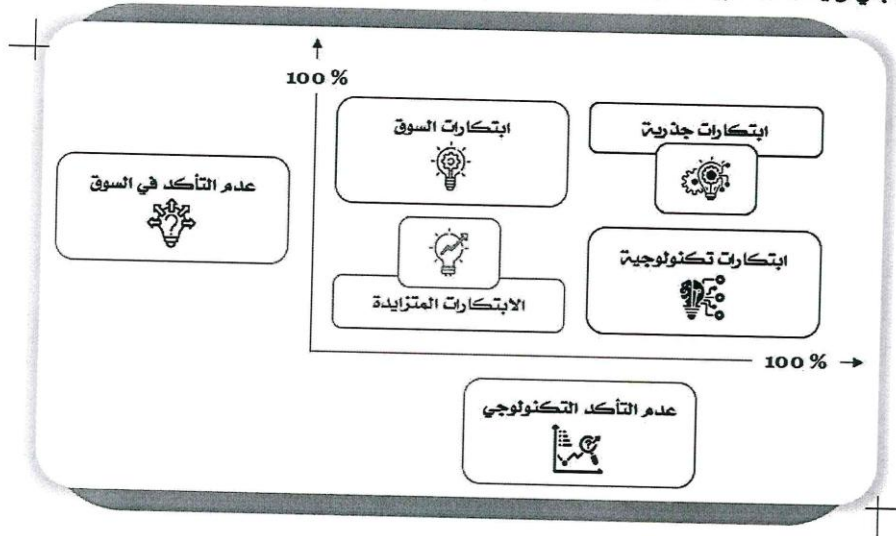 100 %
ابتكارات جذرية
ابتكارات السوق
عدم التأكد في السوق
ابتكارات تكنولوجية
الابتكارات المتزايدة
100 %
عدم التأكد التكنولوجي